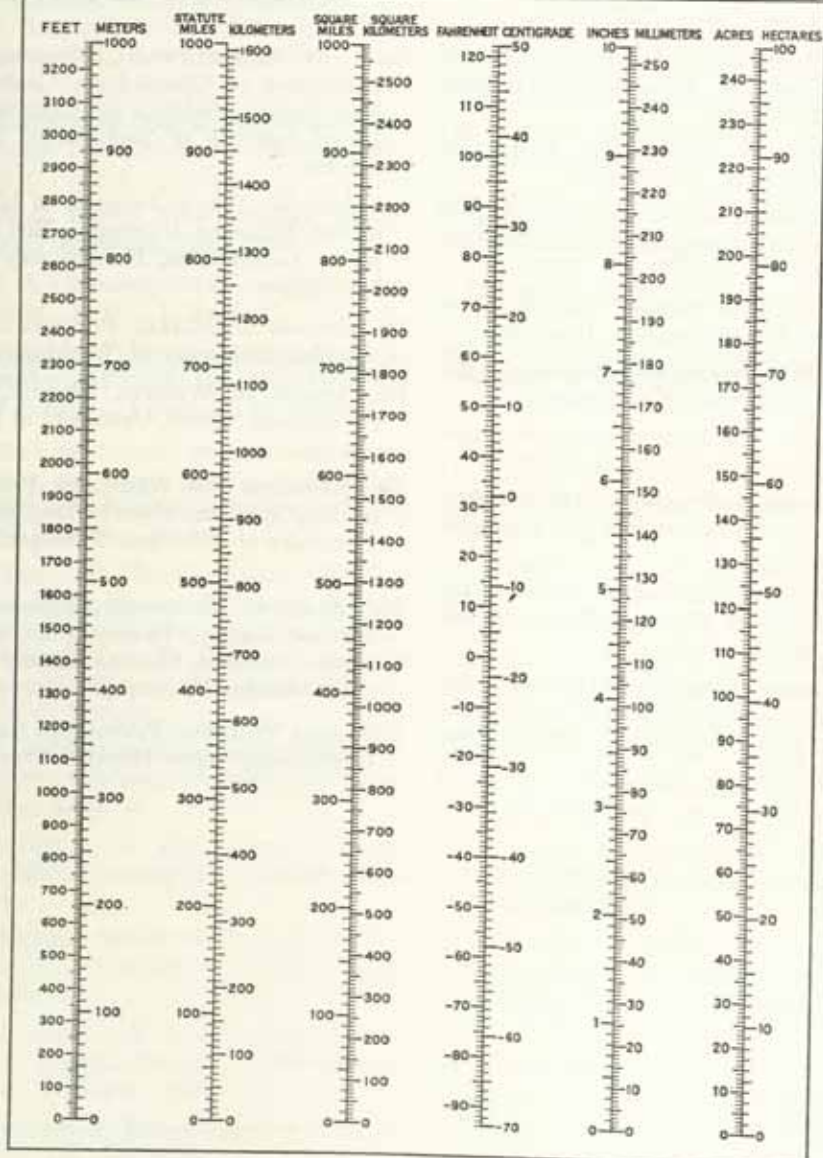 STATUTE SQUARE SQUARE
FEET METERS MILES KILOMETERS MILES KILOMETERS FAHRENHEIT CENTIGRADE INCHES MILLIMETERS ACRES HECTARES
3200 3100 3000 2900 2800 2700 2600 2500 2400 2300 2200 2100 2000 1900 1800 1700 1600 1500 1400 1300 1200 1100 1000 900 800 700 600 500 400 300 200 100 0
1000 900 800 700 600 500 400 300 200 100 0
1000 900 800 700 600 500 400 300 200 100 0
1600 1500 1400 1300 1200 1100 1000 900 800 700 600 500 400 300 200 100 0
1000 900 800 700 600 500 400 300 200 100 0
2500 2400 2300 2200 2100 2000 1900 1800 1700 1600 1500 1400 1300 1200 1100 1000 900 800 700 600 500 400 300 200 100 0
120 110 100 90 80 70 60 50 40 30 20 10 0 -10 -20 -30 -40 -50 -60 -70 -80 -90
50 40 30 20 10 0 -10 -20 -30 -40 -50 -60 -70
10 9 8 7 6 5 4 3 2 1 0
250 240 230 220 210 200 190 180 170 160 150 140 130 120 110 100 90 80 70 60 50 40 30 20 10 0
240 230 220 210 200 190 180 170 160 150 140 130 120 110 100 90 80 70 60 50 40 30 20 10 0
100 90 80 70 60 50 40 30 20 10 0